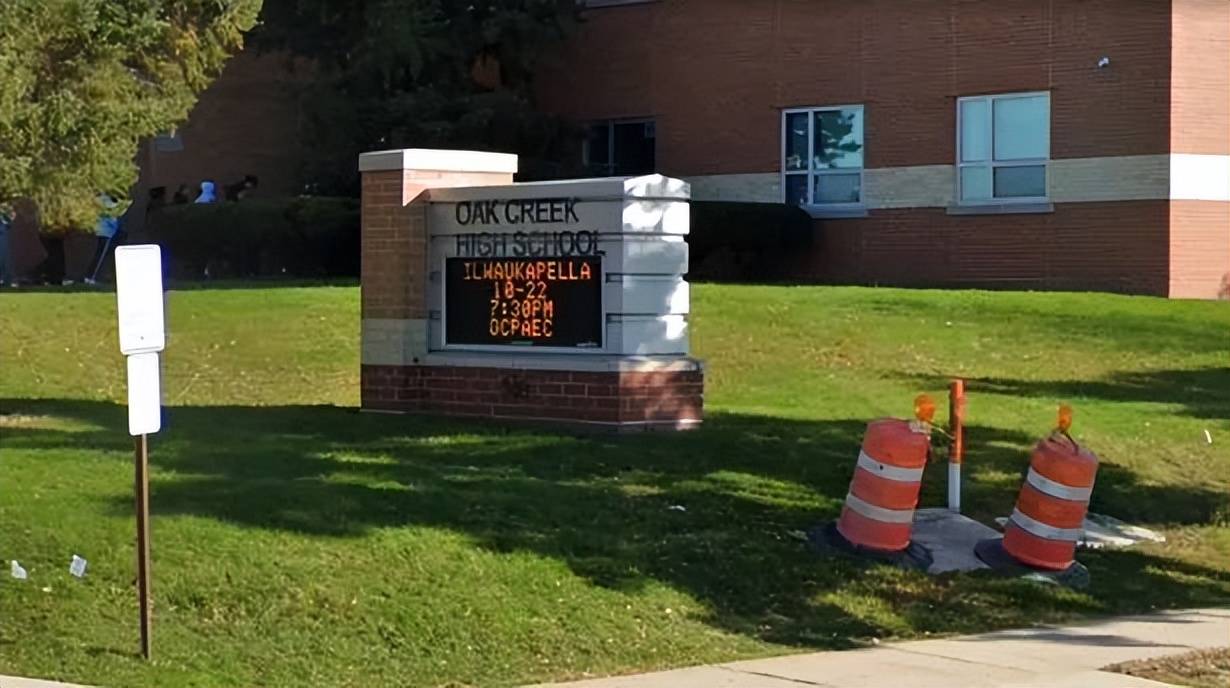 OAK CREEK
HIGH SCHOOL
ILWAUKAPELLA
10-22
7:30PM
OCPAEC